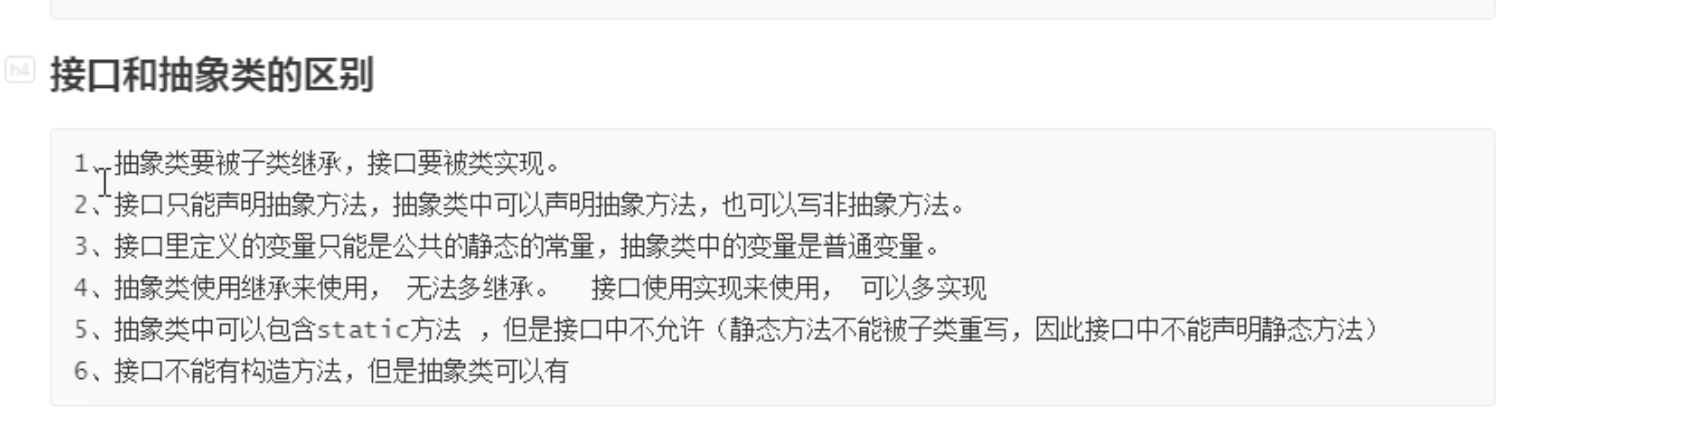 h4
接口和抽象类的区别
1、抽象类要被子类继承，接口要被类实现。
2、接口只能声明抽象方法，抽象类中可以声明抽象方法，也可以写非抽象方法。
3、接口里定义的变量只能是公共的静态的常量，抽象类中的变量是普通变量。
4、抽象类使用继承来使用， 无法多继承。  接口使用实现来使用， 可以多实现
5、抽象类中可以包含static方法 ，但是接口中不允许（静态方法不能被子类重写，因此接口中不能声明静态方法）
6、接口不能有构造方法，但是抽象类可以有